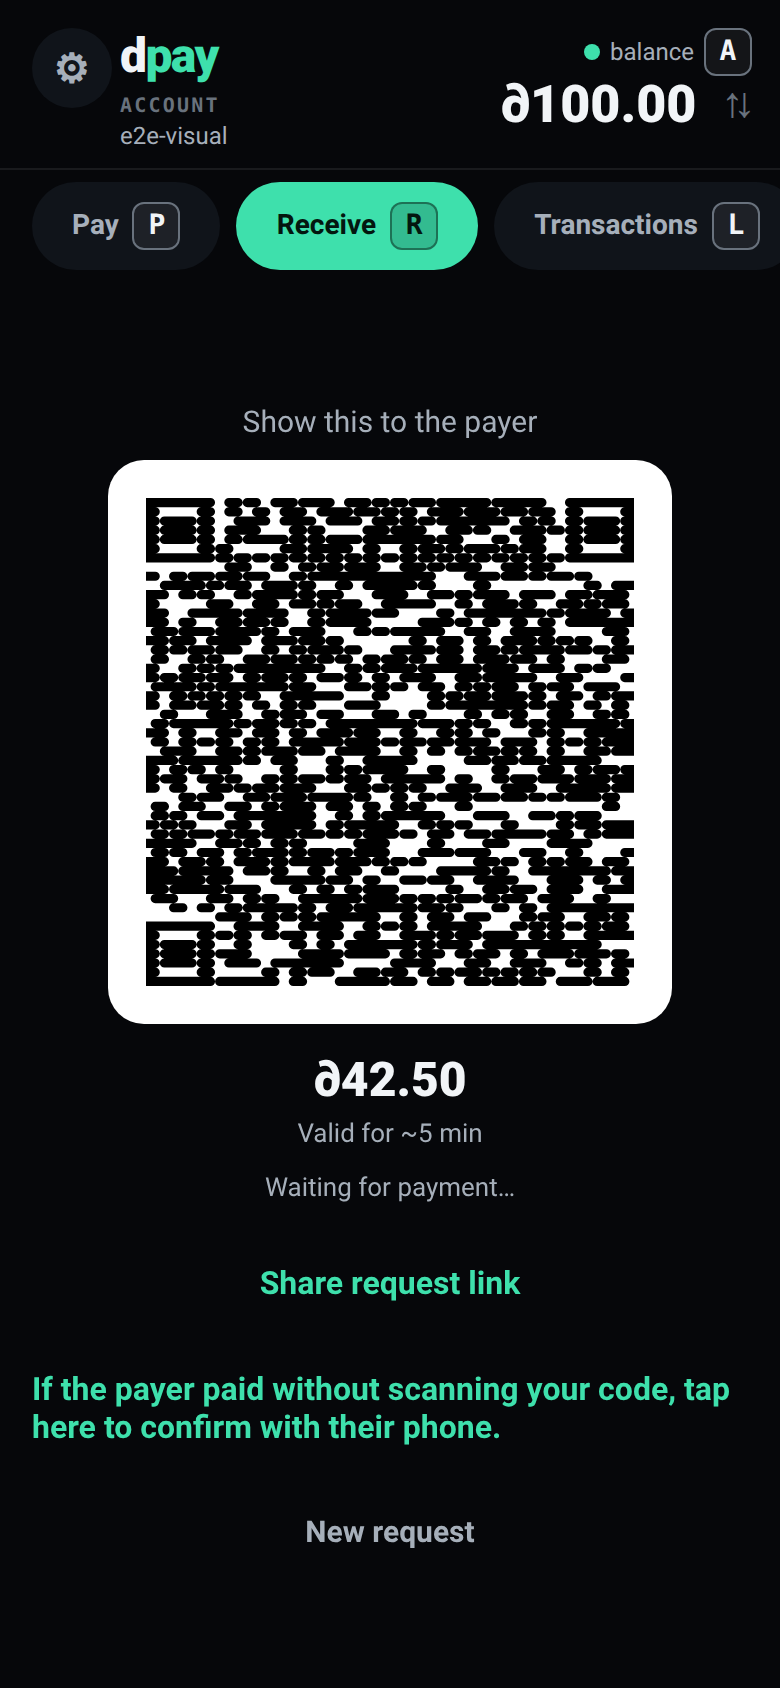 dpay
ACCOUNT
e2e-visual
balance A
∂100.00
Pay P
Receive R
Transactions L
Show this to the payer
∂42.50
Valid for ~5 min
Waiting for payment…
Share request link
If the payer paid without scanning your code, tap
here to confirm with their phone.
New request